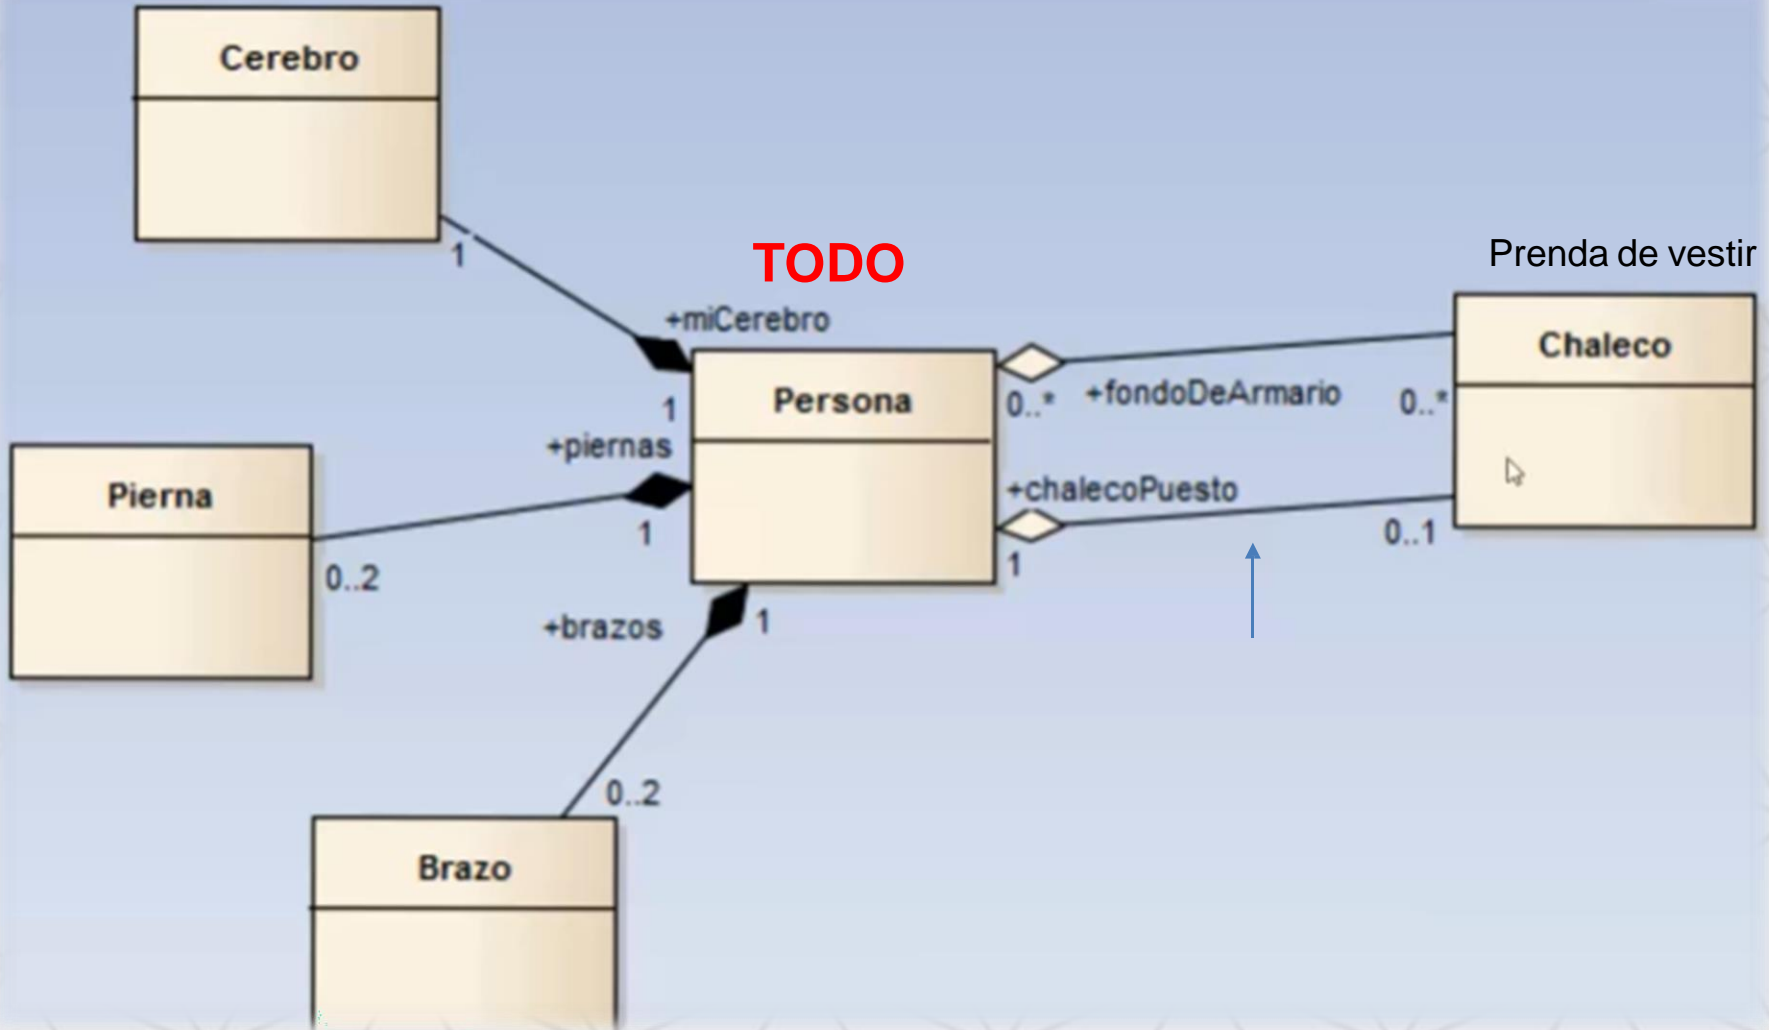 Cerebro
1
TODO
Prenda de vestir
+miCerebro
Chaleco
Persona
1
0..*
+fondoDeArmario
0..*
+piernas
Pierna
+chalecoPuesto
1
0..1
1
0..2
+brazos
1
0..2
Brazo